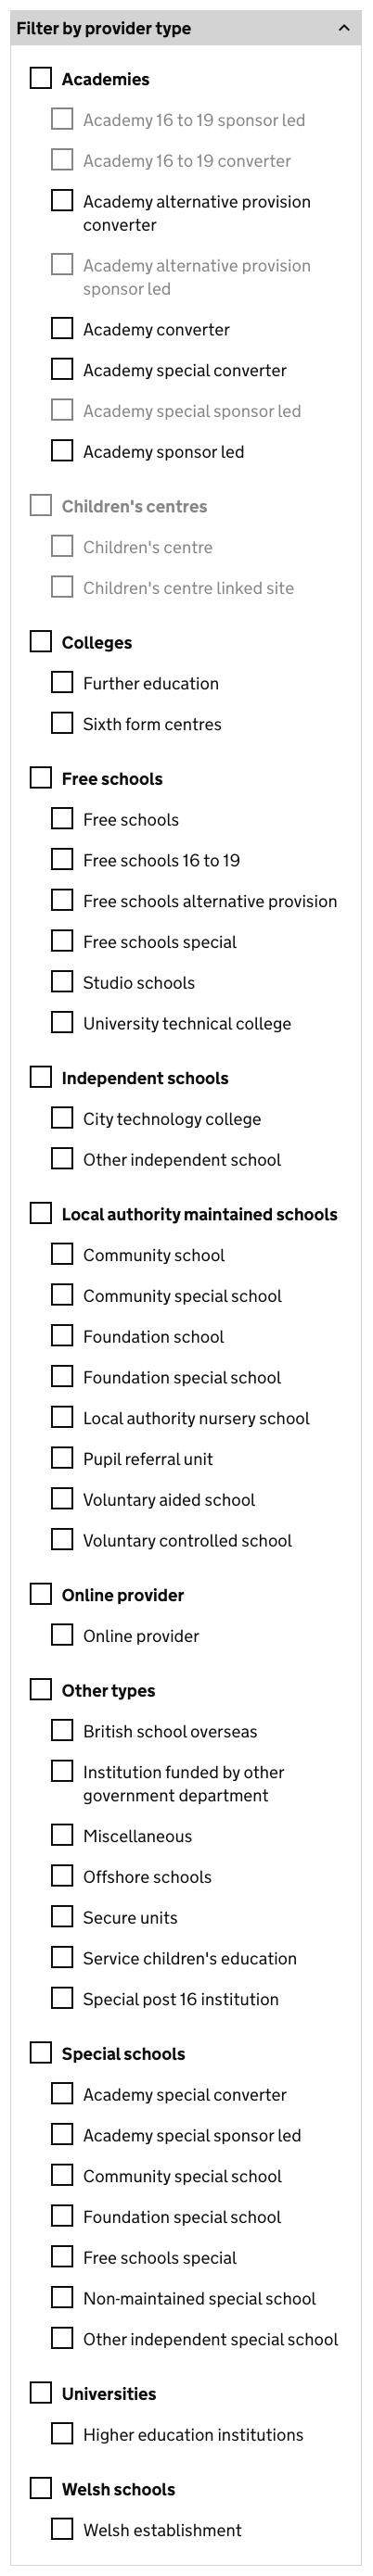 Filter by provider type
Academies
Academy 16 to 19 sponsor led
Academy 16 to 19 converter
Academy alternative provision
converter
Academy alternative provision
sponsor led
Academy converter
Academy special converter
Academy special sponsor led
Academy sponsor led
Children's centres
Children's centre
Children's centre linked site
Colleges
Further education
Sixth form centres
Free schools
Free schools
Free schools 16 to 19
Free schools alternative provision
Free schools special
Studio schools
University technical college
Independent schools
City technology college
Other independent school
Local authority maintained schools
Community school
Community special school
Foundation school
Foundation special school
Local authority nursery school
Pupil referral unit
Voluntary aided school
Voluntary controlled school
Online provider
Online provider
Other types
British school overseas
Institution funded by other
government department
Miscellaneous
Offshore schools
Secure units
Service children's education
Special post 16 institution
Special schools
Academy special converter
Academy special sponsor led
Community special school
Foundation special school
Free schools special
Non-maintained special school
Other independent special school
Universities
Higher education institutions
Welsh schools
Welsh establishment